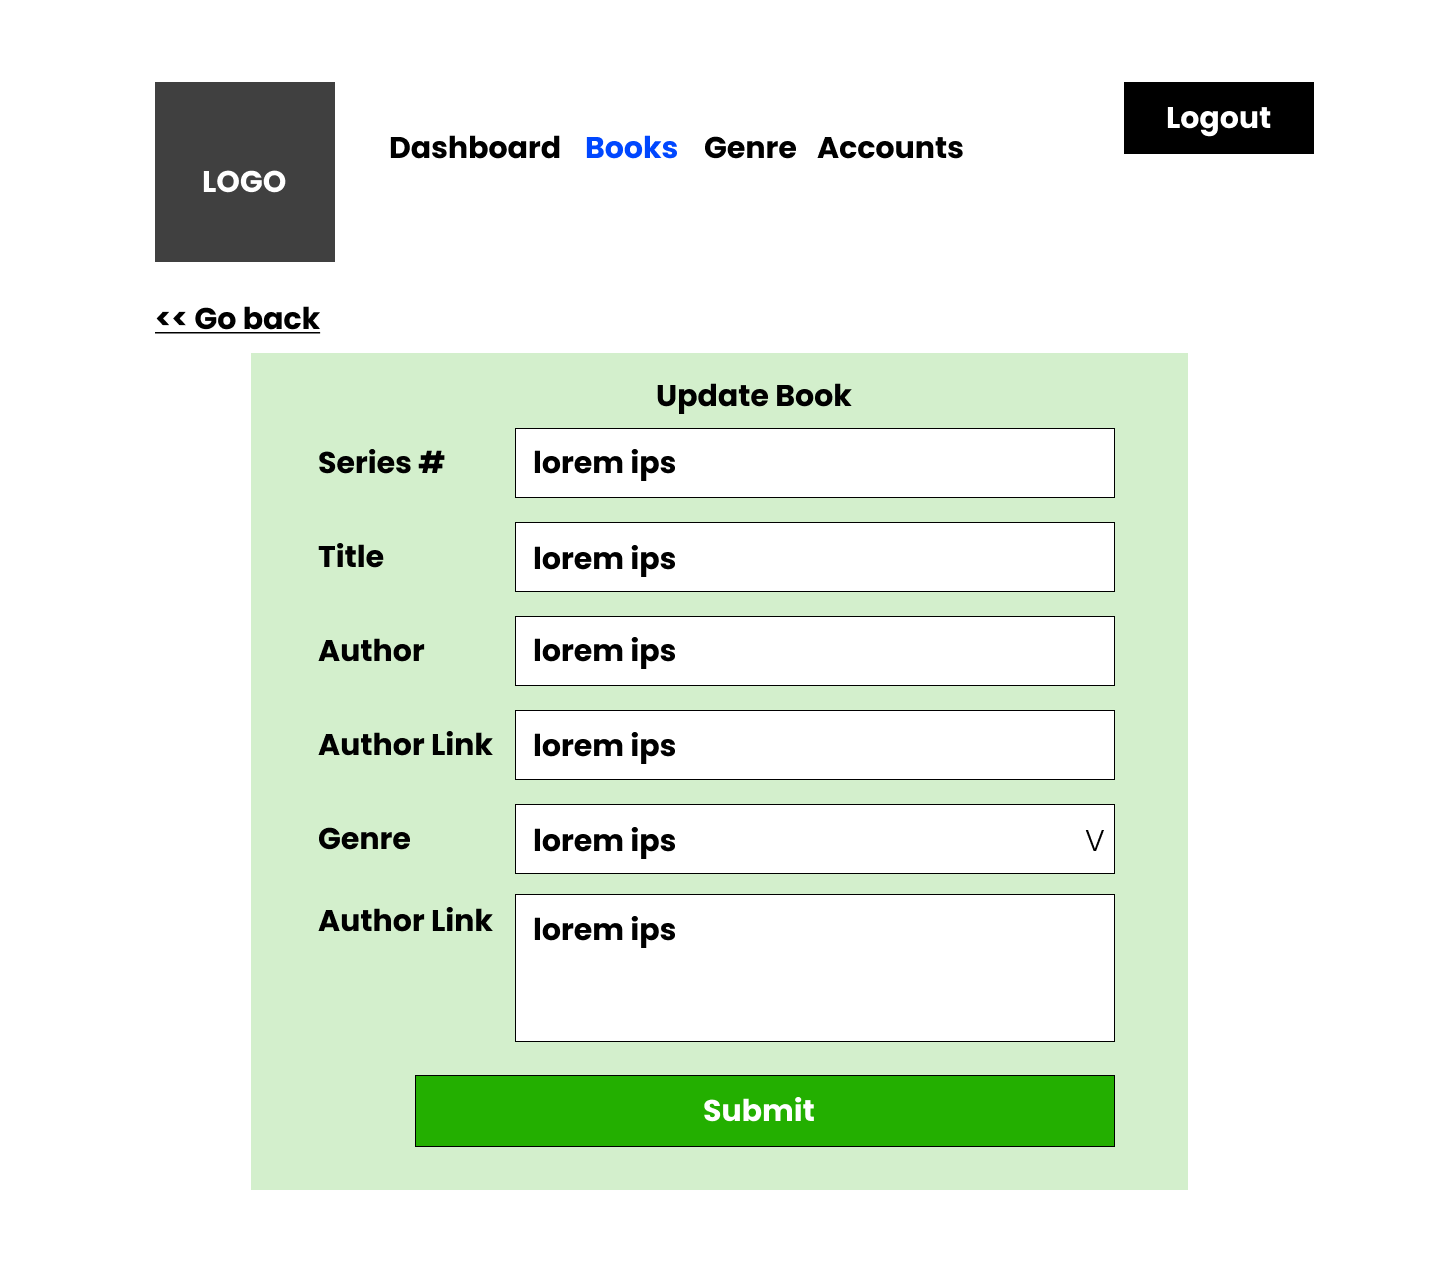 LOGO
Dashboard Books Genre Accounts
Logout
<< Go back
Update Book
Series # lorem ips
Title lorem ips
Author lorem ips
Author Link lorem ips
Genre lorem ips V
Author Link lorem ips
Submit